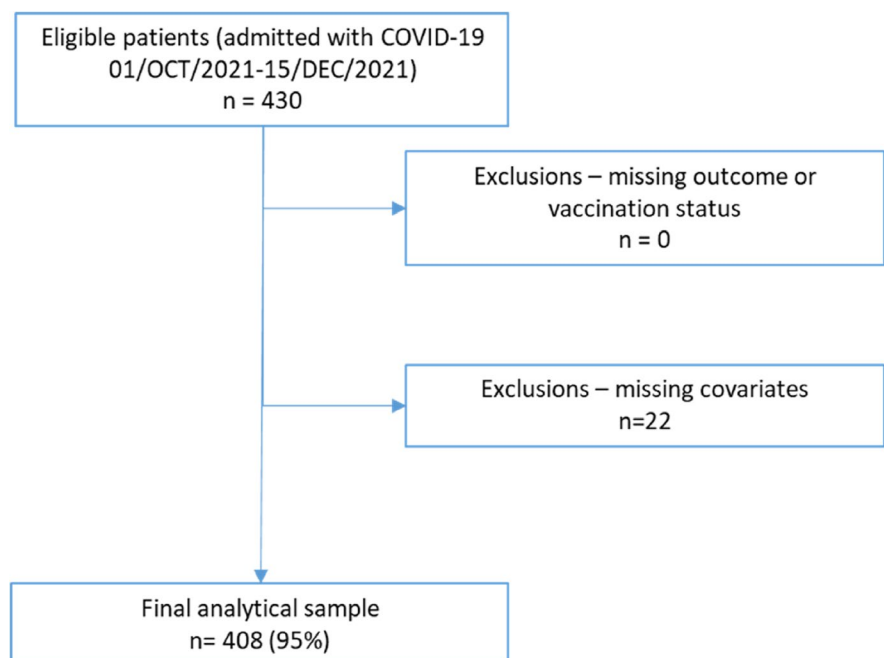 Eligible patients (admitted with COVID-19
01/OCT/2021-15/DEC/2021)
n = 430
Exclusions – missing outcome or
vaccination status
n = 0
Exclusions – missing covariates
n=22
Final analytical sample
n= 408 (95%)